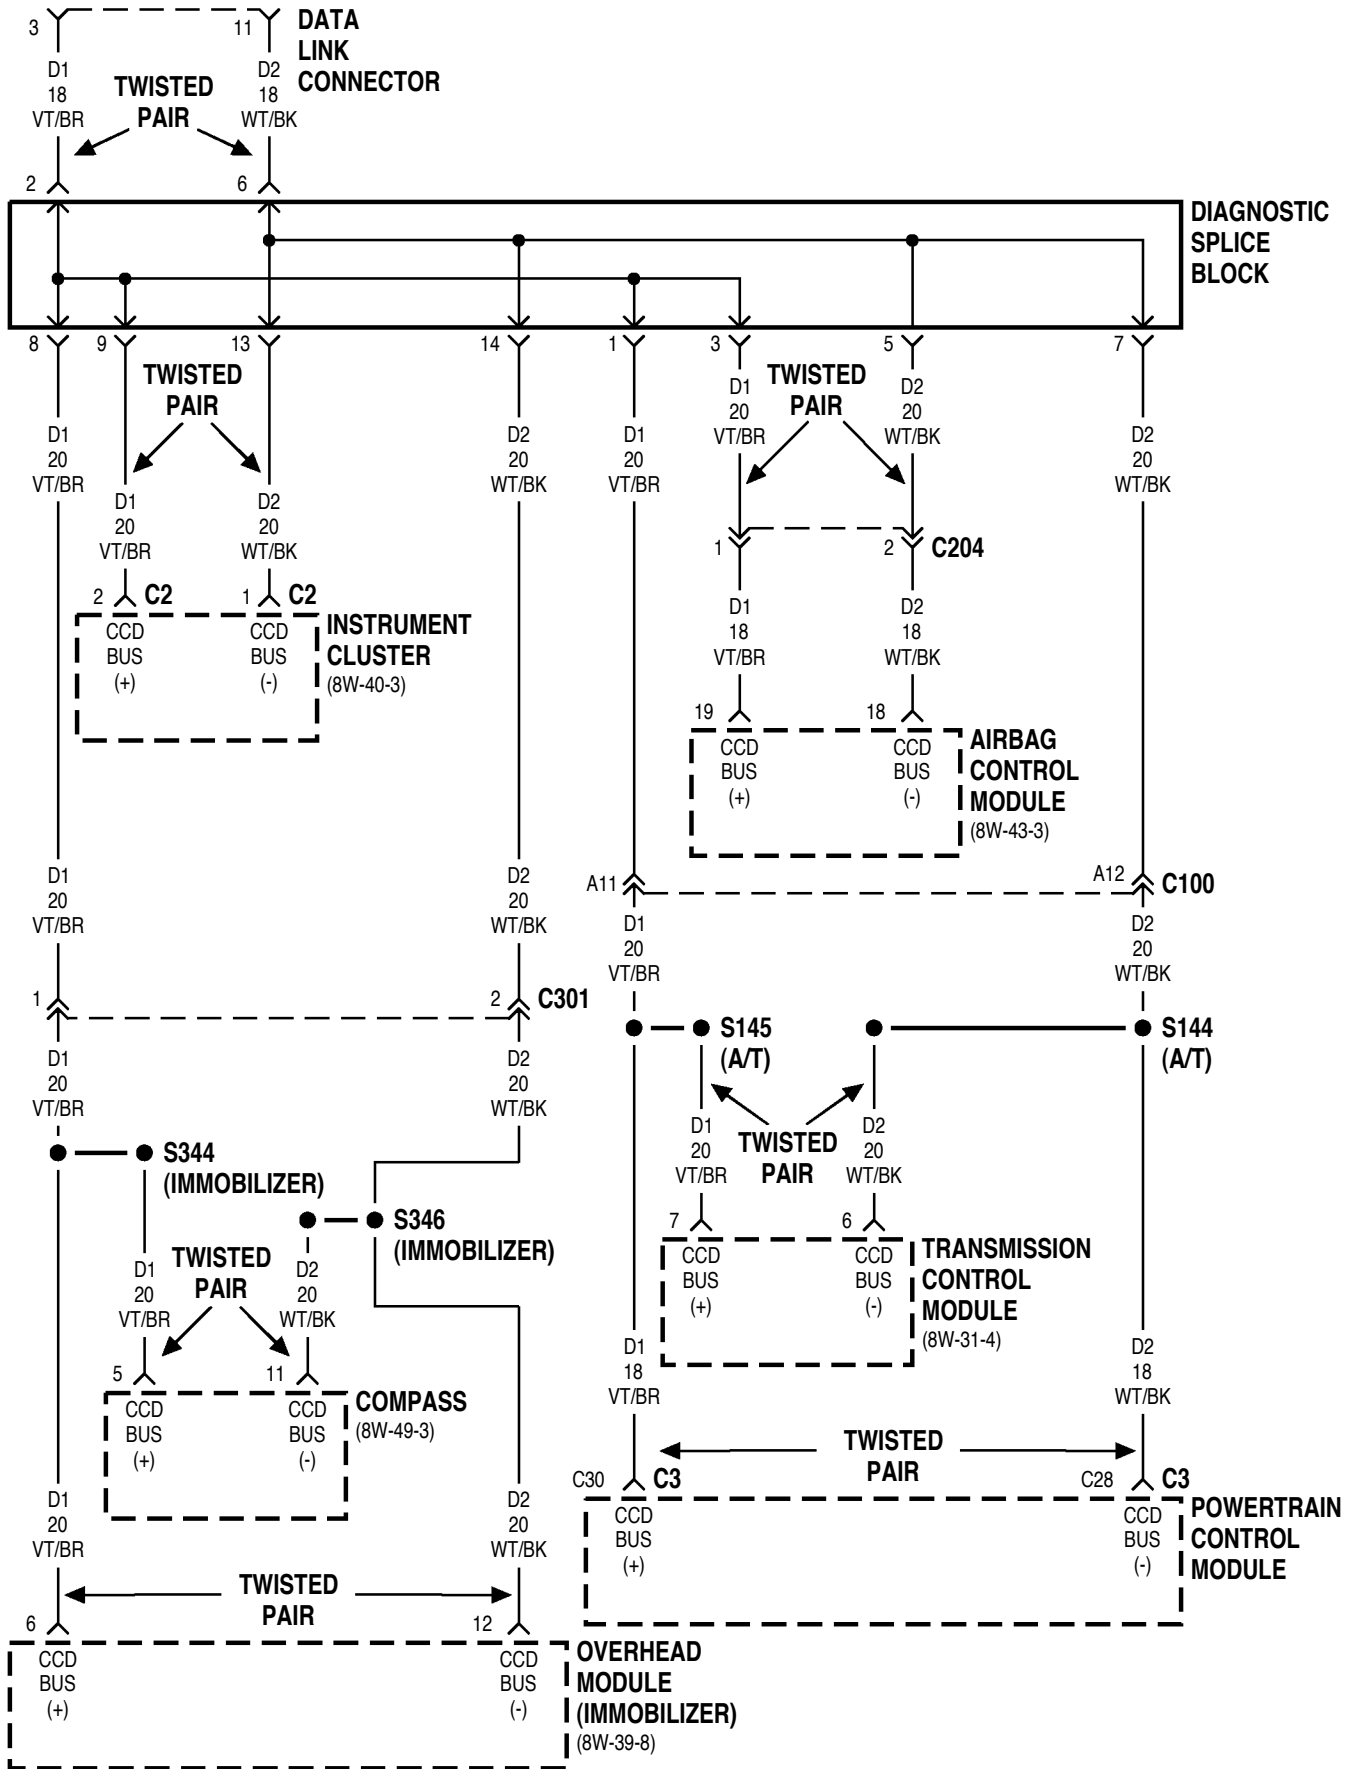 3
11
DATA
LINK
CONNECTOR
D1
18
VT/BR
D2
18
WT/BK
TWISTED
PAIR
2
6
DIAGNOSTIC
SPLICE
BLOCK
8
9
13
14
1
3
5
7
TWISTED
PAIR
TWISTED
PAIR
D1
20
VT/BR
D2
20
WT/BK
D1
20
VT/BR
D2
20
WT/BK
D1
20
VT/BR
D2
20
WT/BK
D1
20
VT/BR
D2
20
WT/BK
1
2
C204
2
C2
1
C2
CCD
BUS
(+)
CCD
BUS
(-)
INSTRUMENT
CLUSTER
(8W-40-3)
D1
18
VT/BR
D2
18
WT/BK
19
18
CCD
BUS
(+)
CCD
BUS
(-)
AIRBAG
CONTROL
MODULE
(8W-43-3)
D1
20
VT/BR
D2
20
WT/BK
A11
A12
C100
D1
20
VT/BR
D2
20
WT/BK
1
2
C301
S145
(A/T)
S144
(A/T)
D1
20
VT/BR
D2
20
WT/BK
D1
20
VT/BR
TWISTED
PAIR
D2
20
WT/BK
S344
(IMMOBILIZER)
S346
(IMMOBILIZER)
7
6
CCD
BUS
(+)
CCD
BUS
(-)
TRANSMISSION
CONTROL
MODULE
(8W-31-4)
D1
20
VT/BR
TWISTED
PAIR
D2
20
WT/BK
5
11
CCD
BUS
(+)
CCD
BUS
(-)
COMPASS
(8W-49-3)
D1
18
VT/BR
D2
18
WT/BK
TWISTED
PAIR
C30
C3
C28
C3
CCD
BUS
(+)
CCD
BUS
(-)
POWERTRAIN
CONTROL
MODULE
D1
20
VT/BR
D2
20
WT/BK
TWISTED
PAIR
6
12
CCD
BUS
(+)
CCD
BUS
(-)
OVERHEAD
MODULE
(IMMOBILIZER)
(8W-39-8)